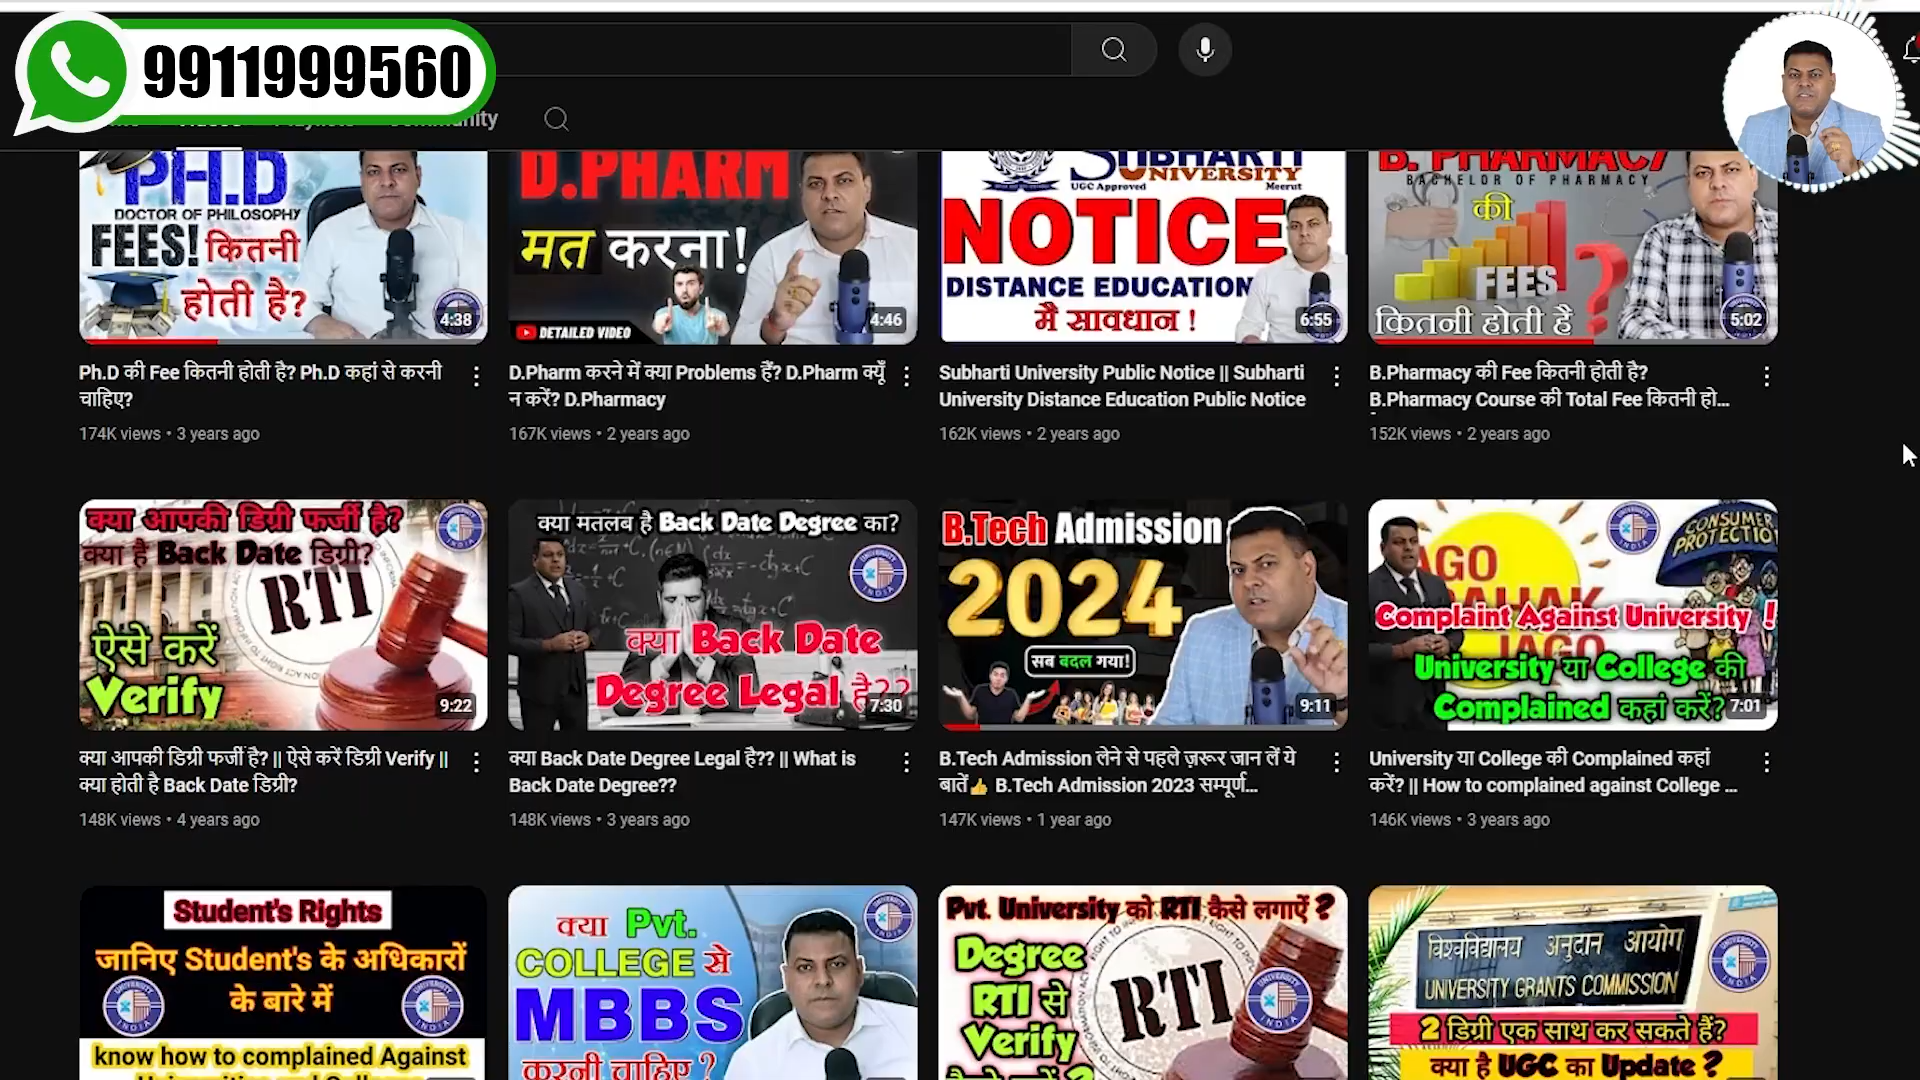 9911999560
PH.D
DOCTOR OF PHILOSOPHY
FEES! कितनी
होती है?
4:38
D.PHARM
मत करना!
DETAILED VIDEO
4:46
SUBHARTI
UNIVERSITY
UGC Approved Meerut
NOTICE
DISTANCE EDUCATION
मै सावधान !
6:55
B. PHARMACY
BACHELOR OF PHARMACY
की
FEES
कितनी होती है
5:02
Ph.D की Fee कितनी होती है? Ph.D कहां से करनी
चाहिए?
174K views • 3 years ago
D.Pharm करने में क्या Problems हैं? D.Pharm क्यूँ
न करें? D.Pharmacy
167K views • 2 years ago
Subharti University Public Notice || Subharti
University Distance Education Public Notice
162K views • 2 years ago
B.Pharmacy की Fee कितनी होती है?
B.Pharmacy Course की Total Fee कितनी हो...
152K views • 2 years ago
क्या आपकी डिग्री फर्जी है?
क्या है Back Date डिग्री?
RTI
ऐसे करें
Verify
9:22
क्या मतलब है Back Date Degree का?
क्या Back Date
Degree Legal है??
7:30
B.Tech Admission
2024
सब बदल गया!
9:11
CONSUMER
PROTECTIO
Complaint Against University !
University या College की
Complained कहां करें?
7:01
क्या आपकी डिग्री फर्जी है? || ऐसे करें डिग्री Verify ||
क्या होती है Back Date डिग्री?
148K views • 4 years ago
क्या Back Date Degree Legal है?? || What is
Back Date Degree??
148K views • 3 years ago
B.Tech Admission लेने से पहले ज़रूर जान लें ये
बातें👍 B.Tech Admission 2023 सम्पूर्ण...
147K views • 1 year ago
University या College की Complained कहां
करें? || How to complained against College ...
146K views • 3 years ago
Student's Rights
जानिए Student's के अधिकारों
के बारे में
know how to complained Against
क्या Pvt.
COLLEGE से
MBBS
करनी चाहिए ?
Pvt. University को RTI कैसे लगाऐं ?
Degree
RTI से
Verify
RTI
विश्वविद्यालय अनुदान आयोग
UNIVERSITY GRANTS COMMISSION
2 डिग्री एक साथ कर सकते हैं?
क्या है UGC का Update ?